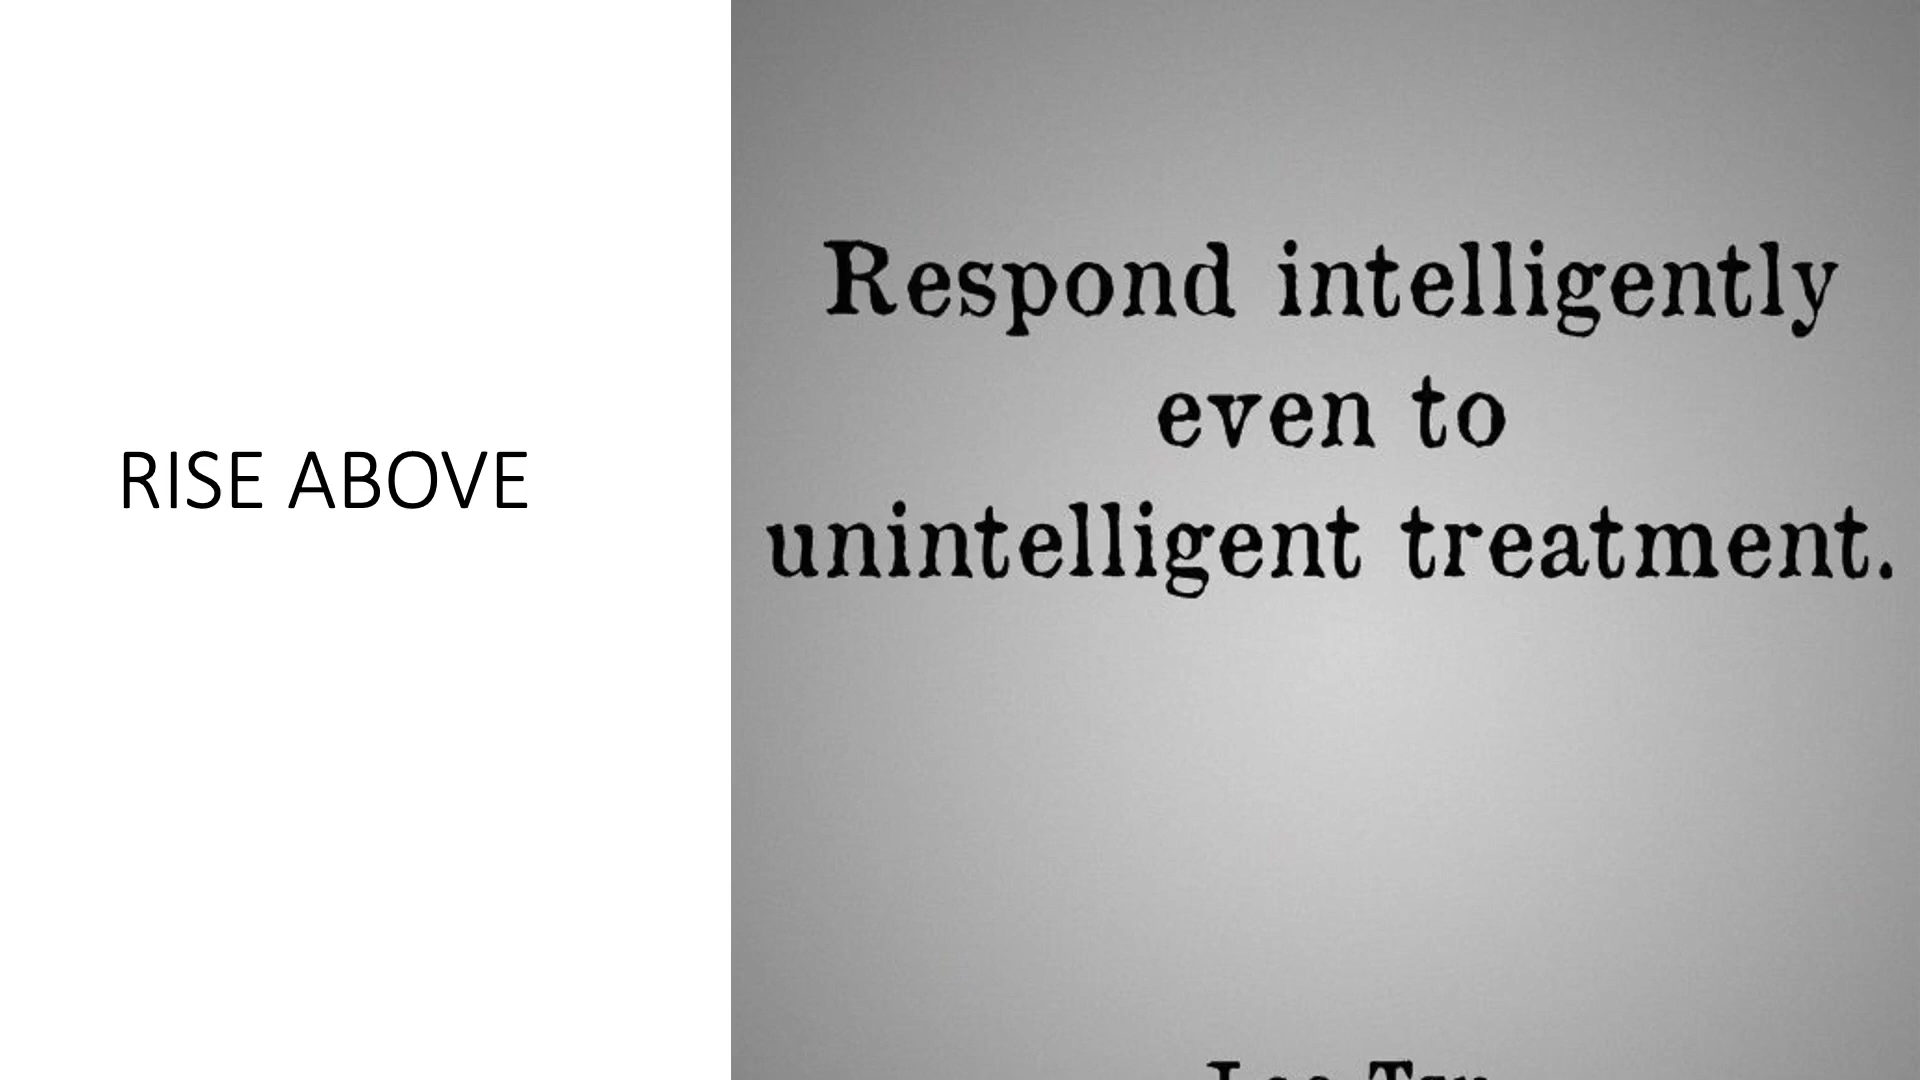 RISE ABOVE
Respond intelligently
even to
unintelligent treatment.